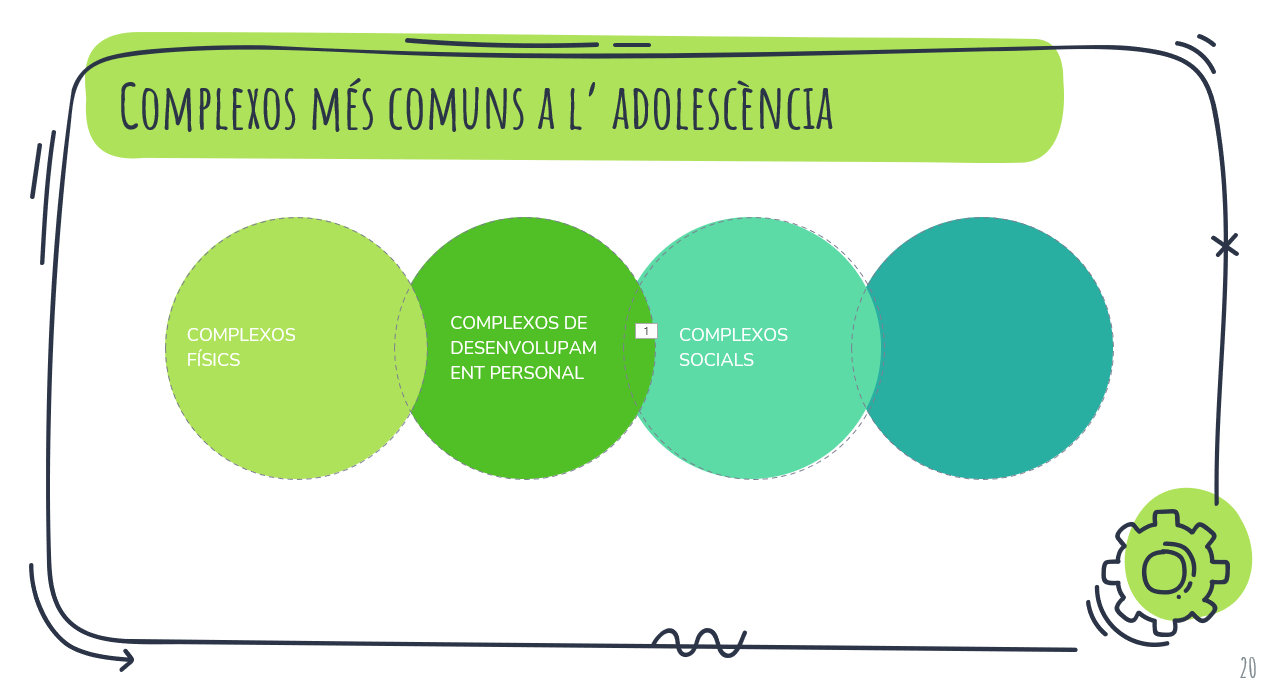 Complexos més comuns a l’ adolescència
COMPLEXOS
FÍSICS
COMPLEXOS DE
DESENVOLUPAM
ENT PERSONAL
1
COMPLEXOS
SOCIALS
20